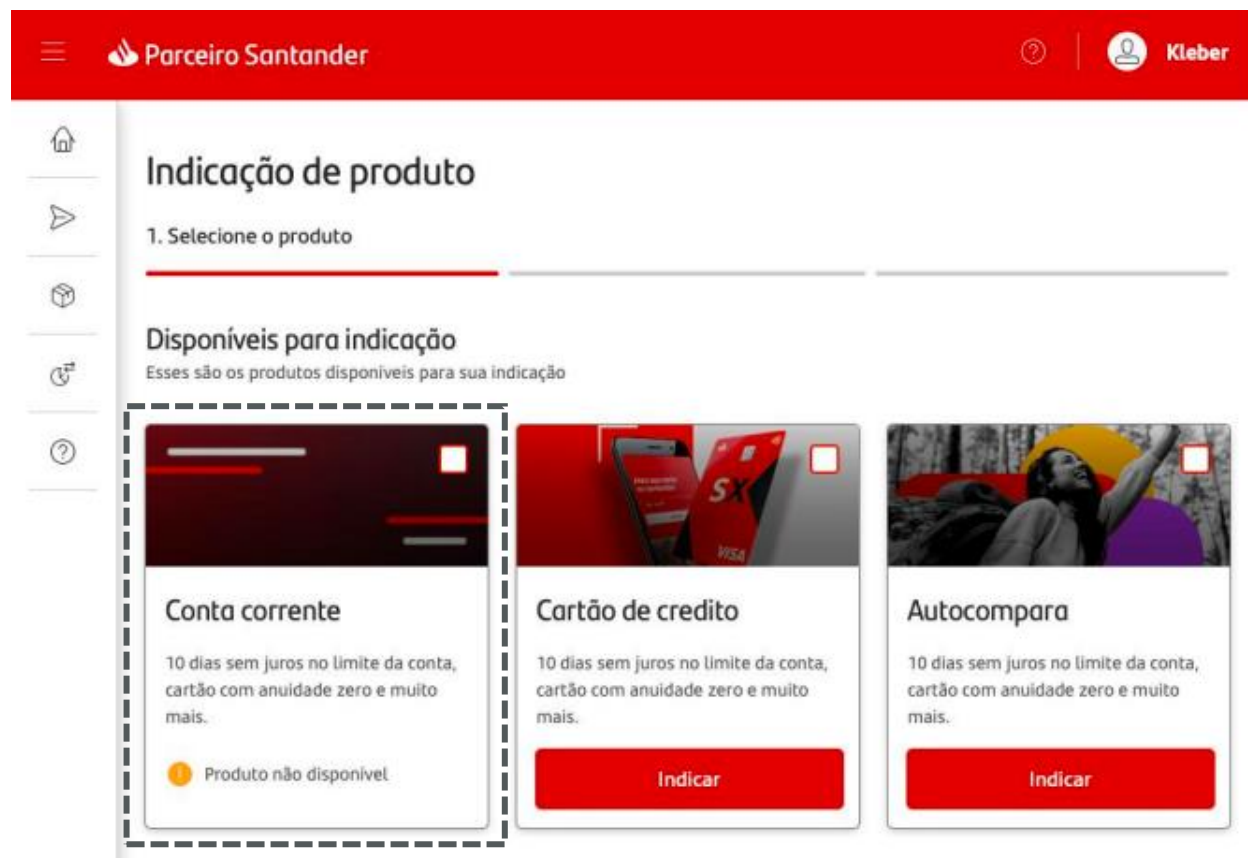 Parceiro Santander
Kleber
Indicação de produto
1. Selecione o produto
Disponíveis para indicação
Esses são os produtos disponíveis para sua indicação
SX
VISA
Conta corrente
10 dias sem juros no limite da conta,
cartão com anuidade zero e muito
mais.
Produto não disponivel
Cartão de credito
10 dias sem juros no limite da conta,
cartão com anuidade zero e muito
mais.
Indicar
Autocompara
10 dias sem juros no limite da conta,
cartão com anuidade zero e muito
mais.
Indicar